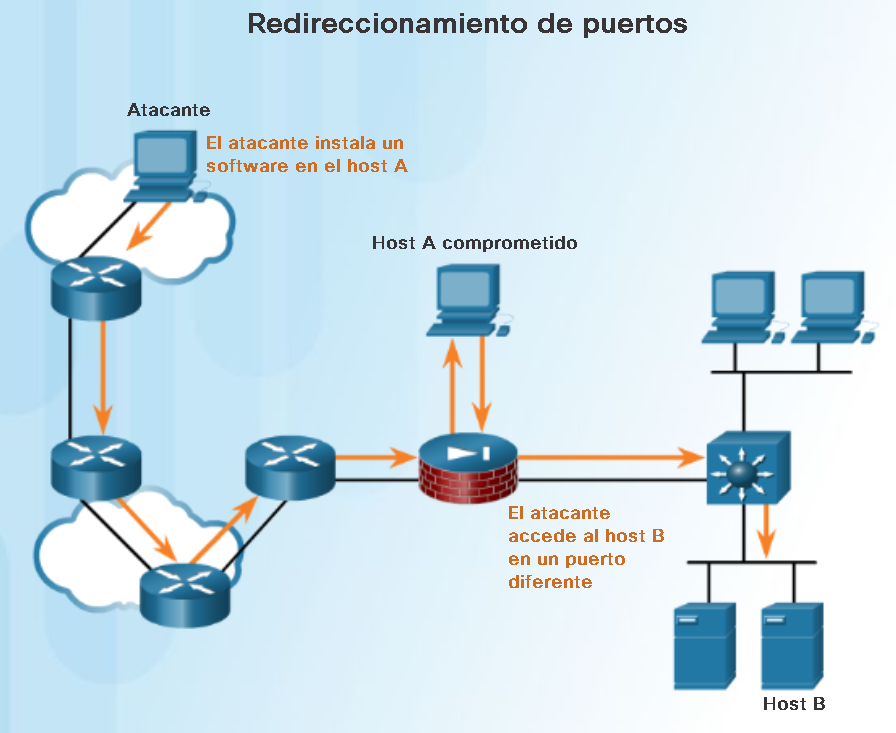 Redireccionamiento de puertos
Atacante
El atacante instala un
software en el host A
Host A comprometido
El atacante
accede al host B
en un puerto
diferente
Host B